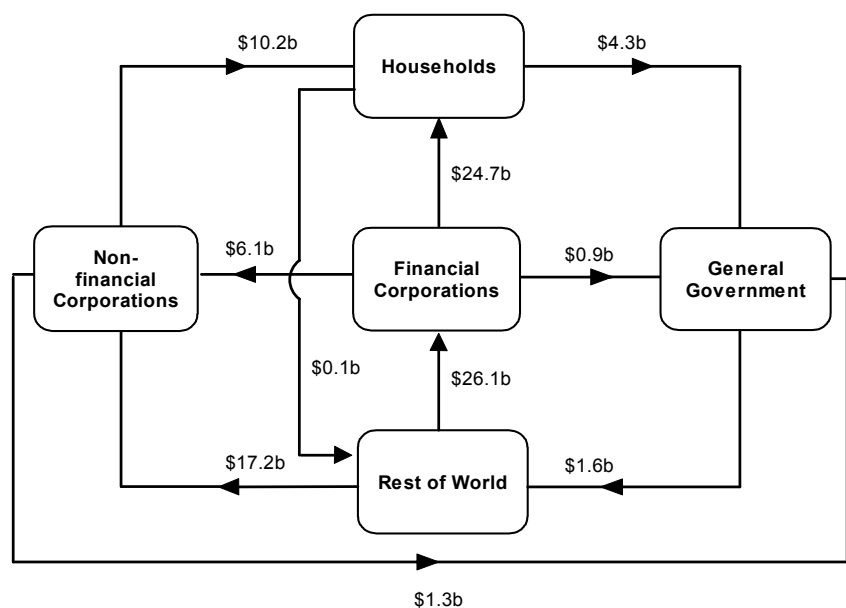 $10.2b
$4.3b
Households
$24.7b
Non-
financial
Corporations
$6.1b
Financial
Corporations
$0.9b
General
Government
$0.1b
$26.1b
$17.2b
Rest of World
$1.6b
$1.3b